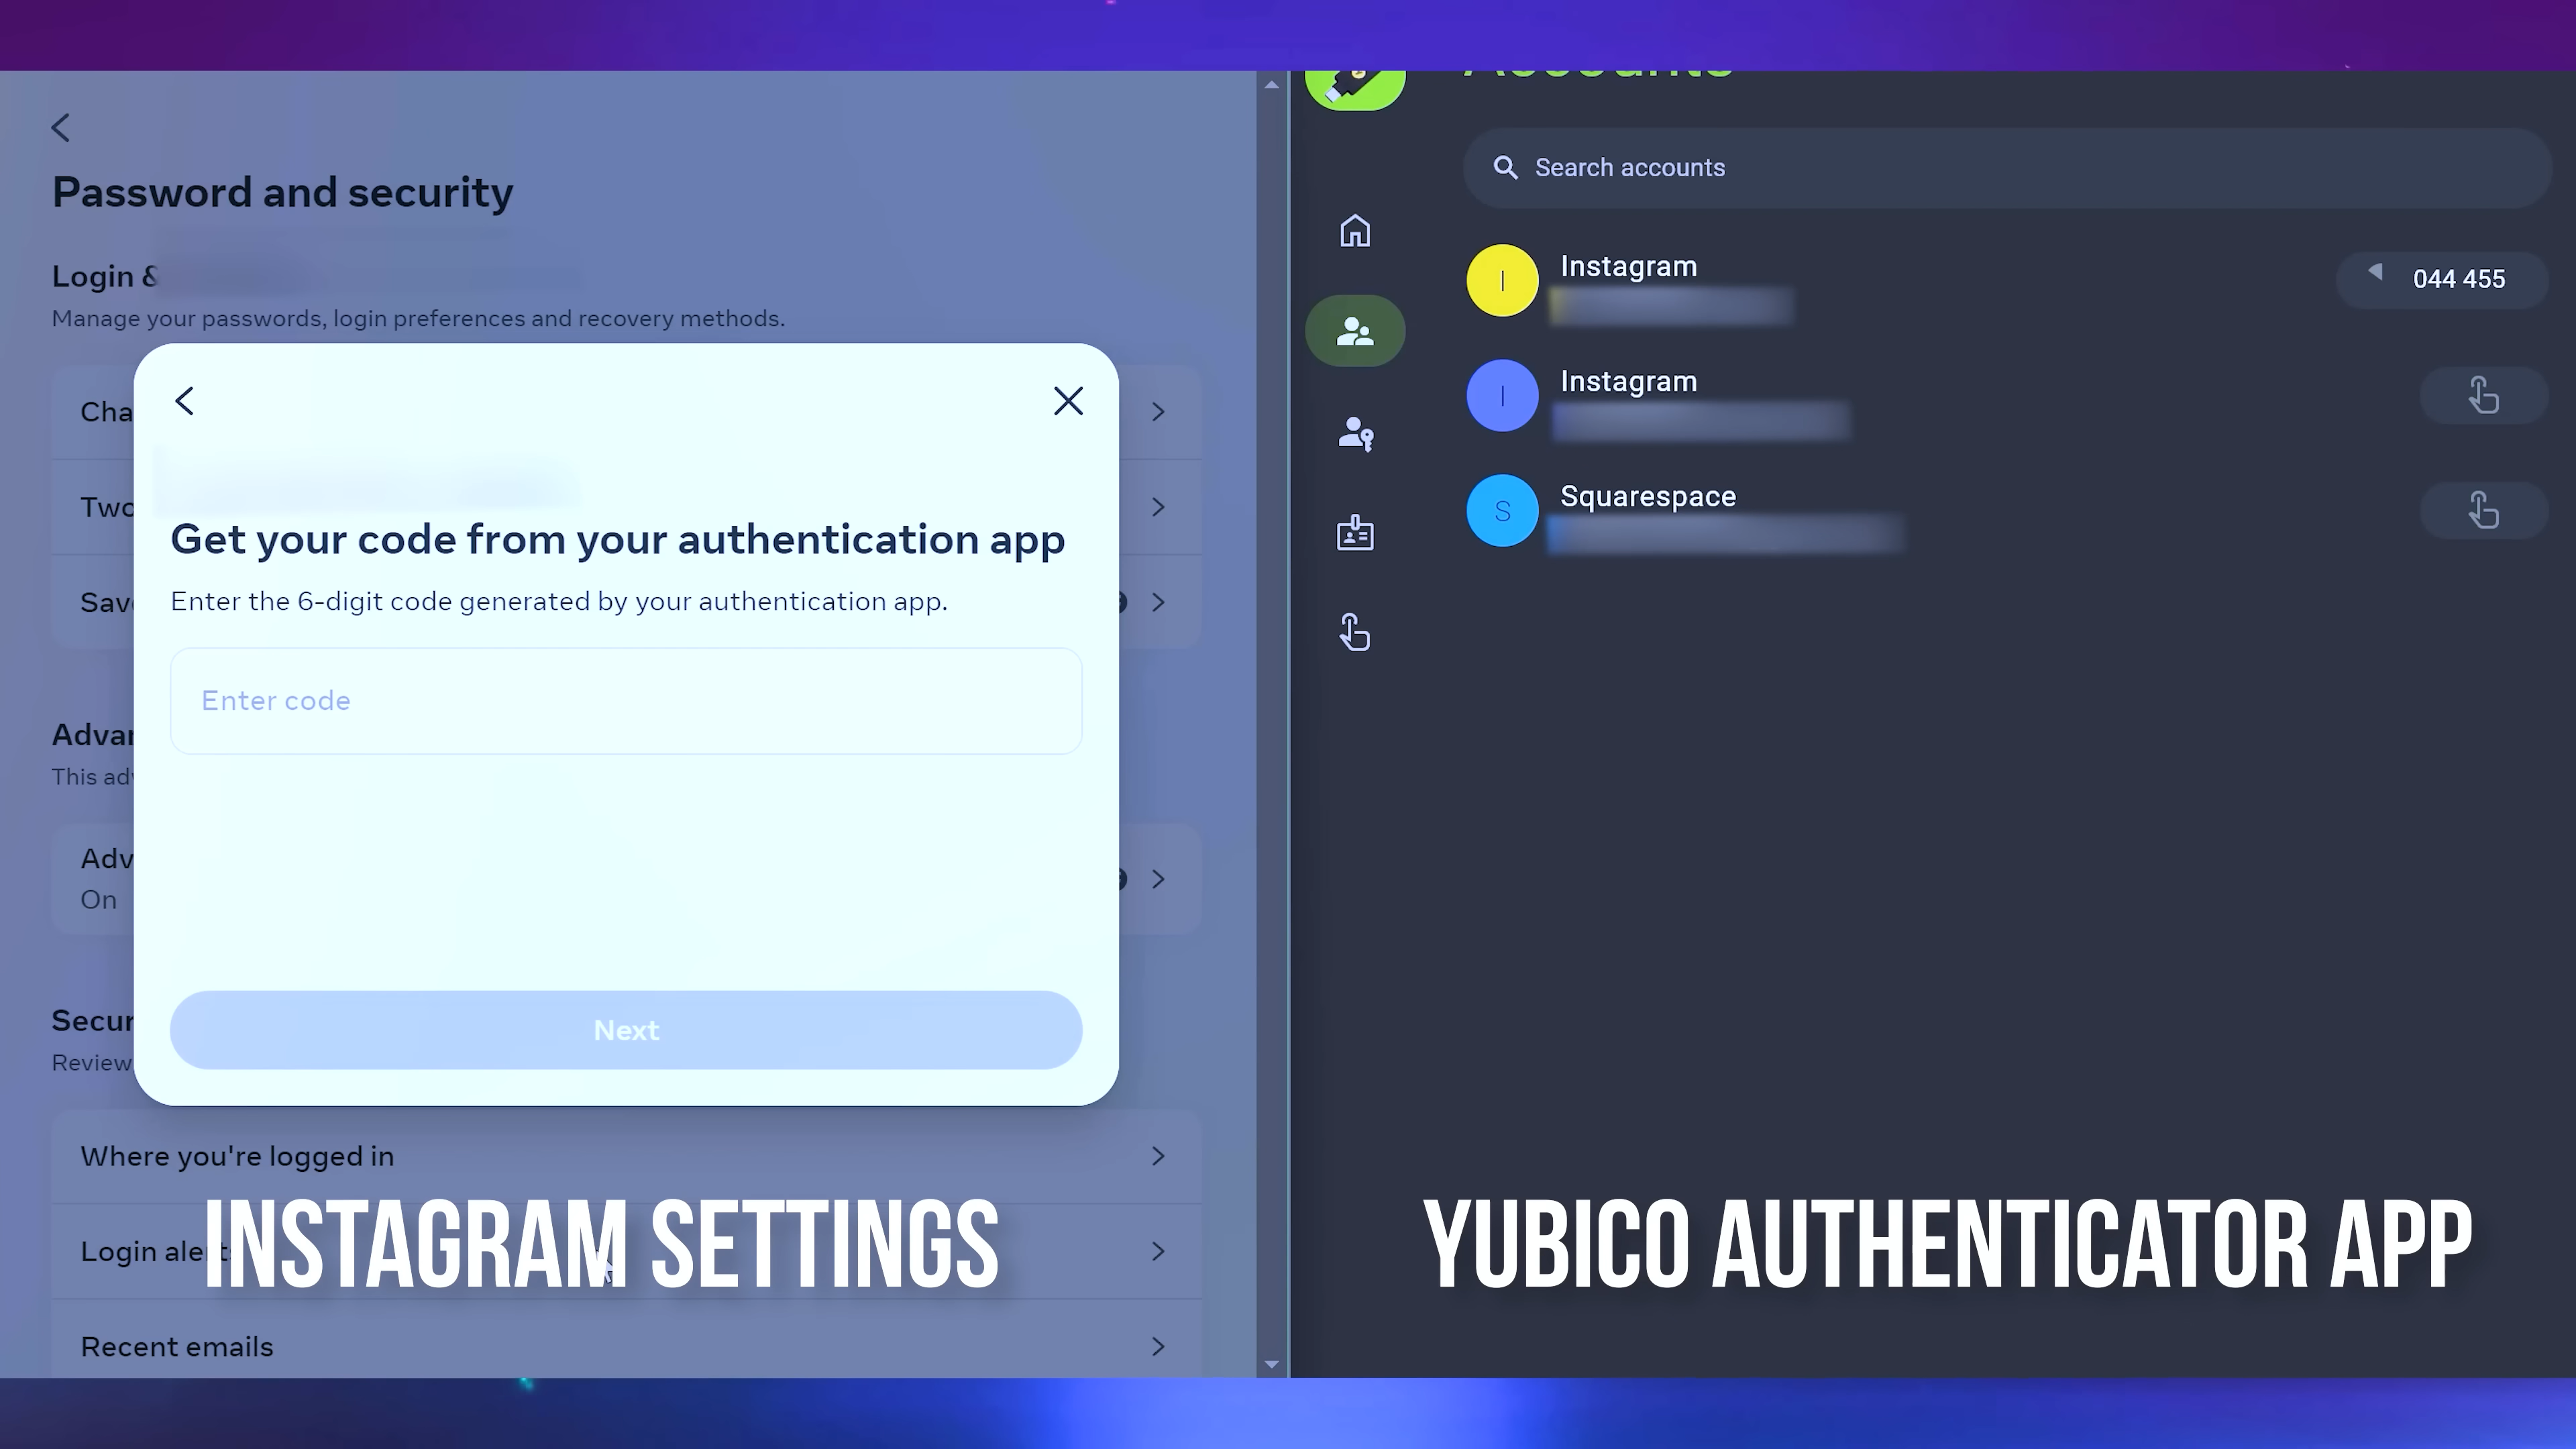 Password and security
Login &
Manage your passwords, login preferences and recovery methods.
Cha
Two
Sav
Get your code from your authentication app
Enter the 6-digit code generated by your authentication app.
Enter code
Next
Advan
This adv
Adv
On
Secur
Review
Where you're logged in
Login alerts
Recent emails
INSTAGRAM SETTINGS
Accounts
Search accounts
I
Instagram
044 455
I
Instagram
S
Squarespace
YUBICO AUTHENTICATOR APP